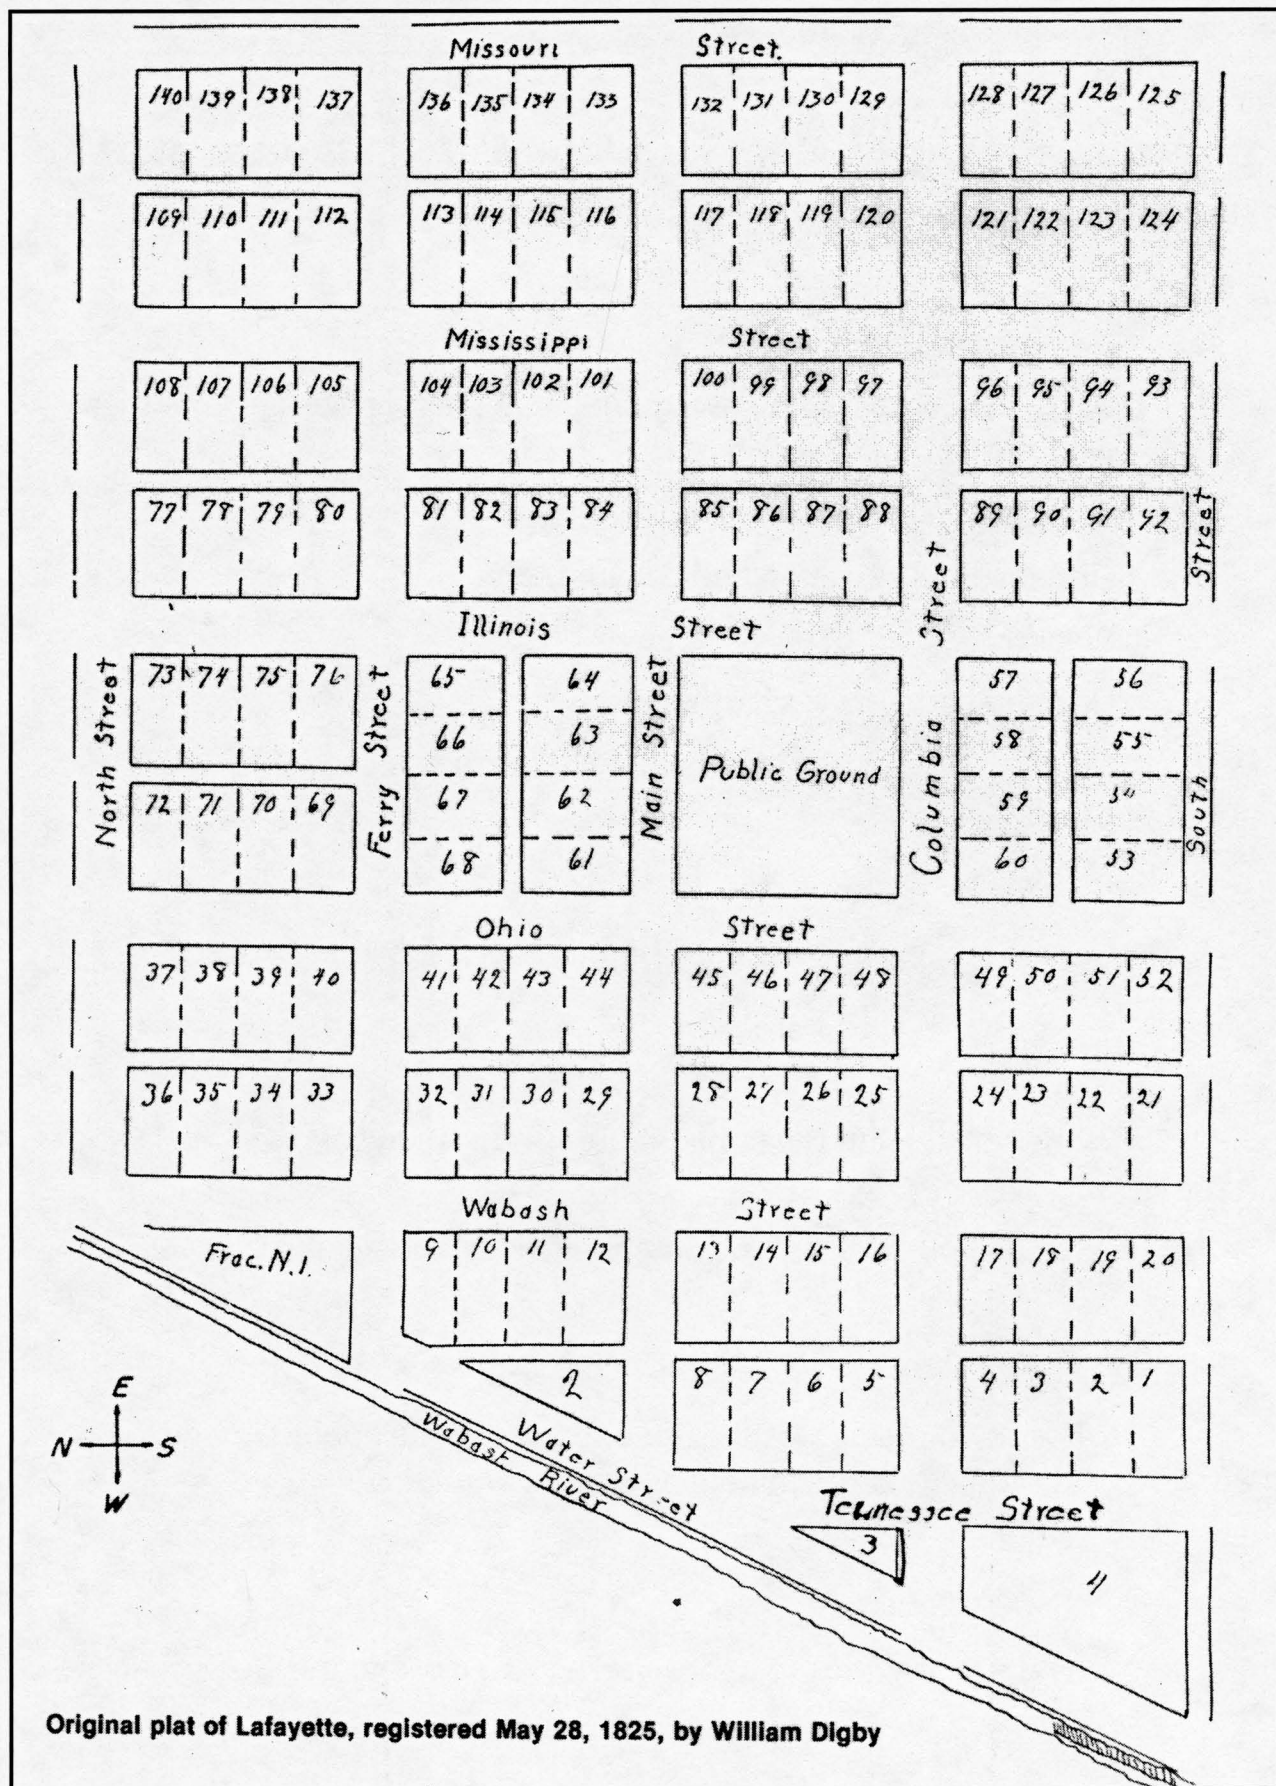 Missouri Street.
140 139 138 137 136 135 134 133 132 131 130 129 128 127 126 125
109 110 111 112 113 114 115 116 117 118 119 120 121 122 123 124
Mississippi Street
108 107 106 105 104 103 102 101 100 99 98 97 96 95 94 93
77 78 79 80 81 82 83 84 85 86 87 88 89 90 91 92
Illinois Street
North Street
Ferry Street
Main Street
Columbia Street
South Street
73 74 75 76 65 64 57 56
66 63 58 55
Public Ground
72 71 70 69 67 62 59
68 61 60 53
Ohio Street
37 38 39 40 41 42 43 44 45 46 47 48 49 50 51 52
36 35 34 33 32 31 30 29 28 27 26 25 24 23 22 21
Wabash Street
Frac. N. 1. 9 10 11 12 13 14 15 16 17 18 19 20
2 8 7 6 5 4 3 2 1
Water Street
Wabash River
Tennessee Street
3 4
E
N S
W
Original plat of Lafayette, registered May 28, 1825, by William Digby